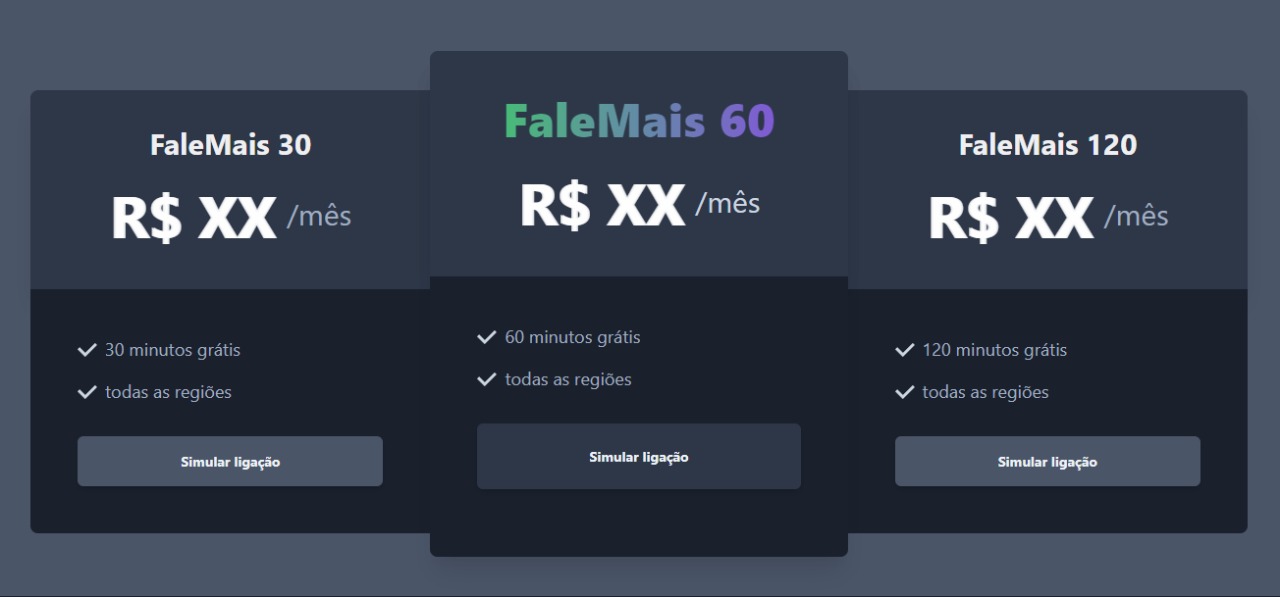 FaleMais 30
R$ XX /mês
30 minutos grátis
todas as regiões
Simular ligação
FaleMais 60
R$ XX /mês
60 minutos grátis
todas as regiões
Simular ligação
FaleMais 120
R$ XX /mês
120 minutos grátis
todas as regiões
Simular ligação